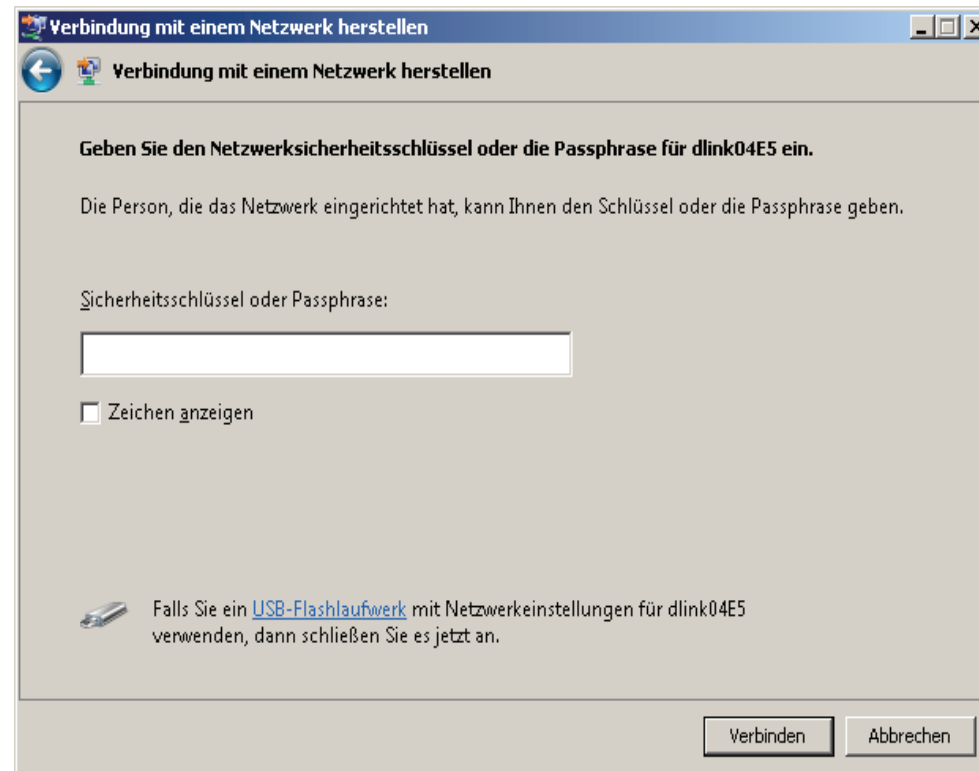 Verbindung mit einem Netzwerk herstellen
Verbindung mit einem Netzwerk herstellen
Geben Sie den Netzwerksicherheitsschlüssel oder die Passphrase für dlink04E5 ein.
Die Person, die das Netzwerk eingerichtet hat, kann Ihnen den Schlüssel oder die Passphrase geben.
Sicherheitsschlüssel oder Passphrase:
Zeichen anzeigen
Falls Sie ein USB-Flashlaufwerk mit Netzwerkeinstellungen für dlink04E5
verwenden, dann schließen Sie es jetzt an.
Verbinden Abbrechen